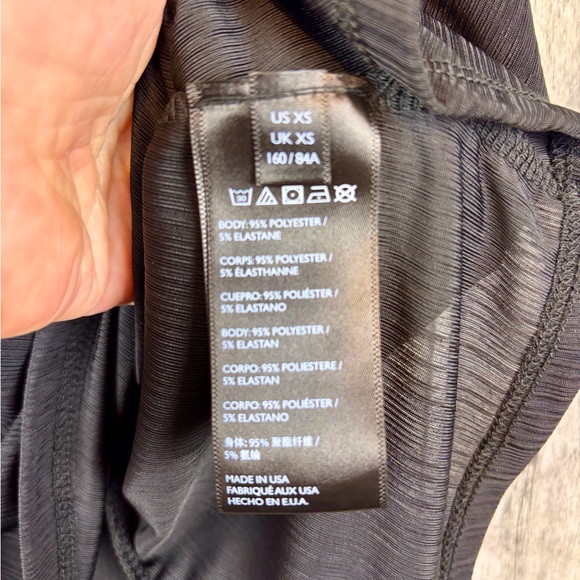 US XS
UK XS
160/84A
30
BODY: 95% POLYESTER /
5% ELASTANE
CORPS: 95% POLYESTER /
5% ÉLASTHANNE
CUERPO: 95% POLIÉSTER /
5% ELASTANO
BODY: 95% POLYESTER /
5% ELASTAN
CORPO: 95% POLIESTERE /
5% ELASTAN
CORPO: 95% POLIÉSTER /
5% ELASTANO
身体: 95% 聚酯纤维 /
5% 氨纶
MADE IN USA
FABRIQUÉ AUX USA
HECHO EN E.U.A.